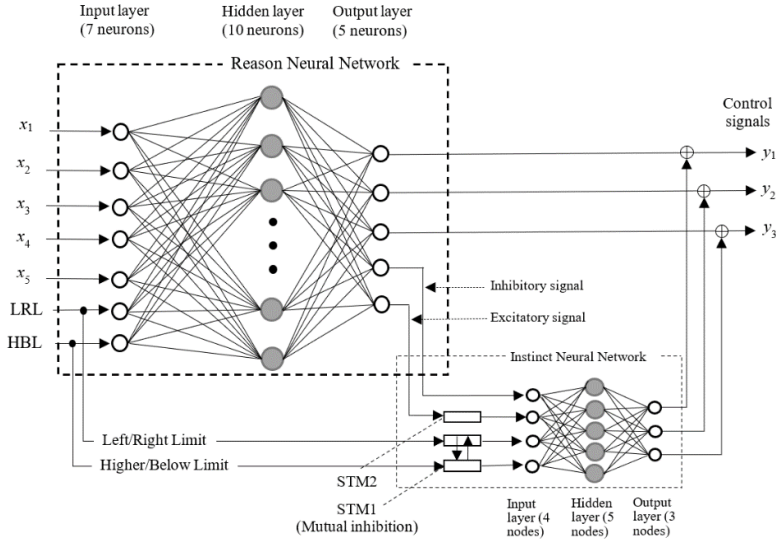 Input layer
(7 neurons)
Hidden layer
(10 neurons)
Output layer
(5 neurons)
Reason Neural Network
x1
x2
x3
x4
x5
LRL
HBL
Control
signals
y1
y2
y3
Inhibitory signal
Excitatory signal
Instinct Neural Network
Left/Right Limit
Higher/Below Limit
STM2
STM1
(Mutual inhibition)
Input
layer (4
nodes)
Hidden
layer (5
nodes)
Output
layer (3
nodes)